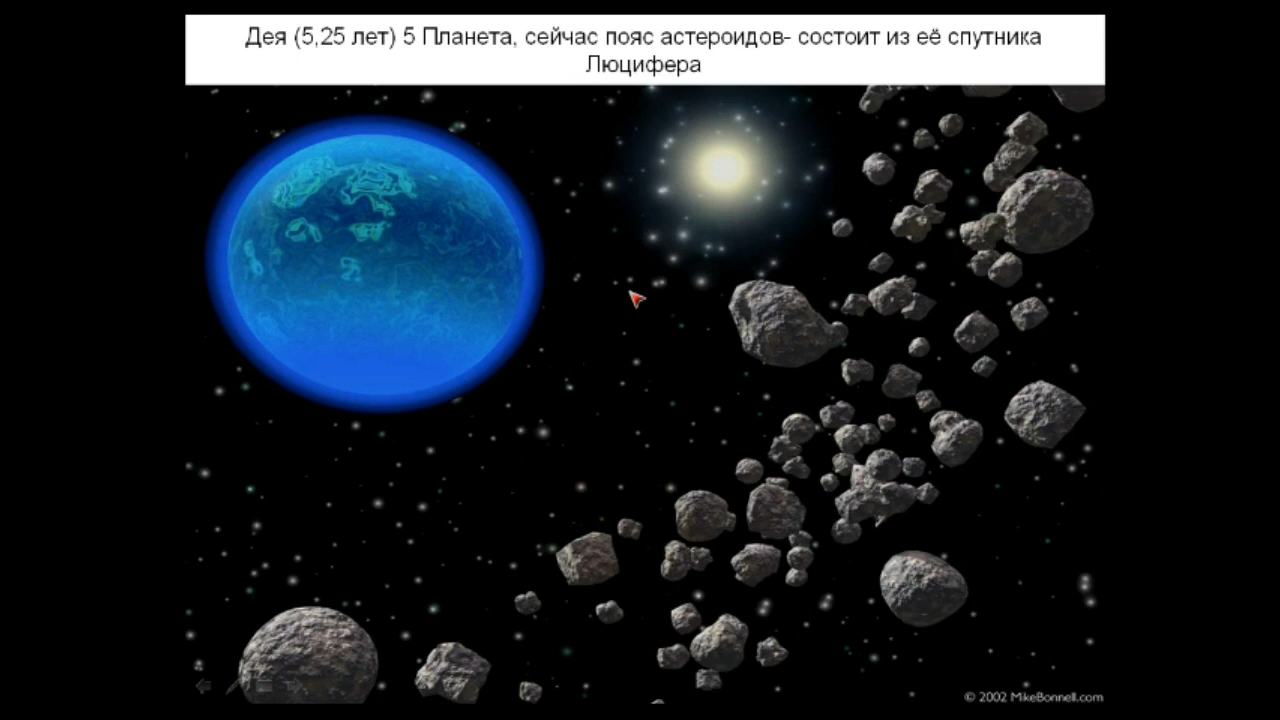 Дея (5,25 лет) 5 Планета, сейчас пояс астероидов- состоит из её спутника
Люцифера
© 2002 MikeBonnell.com